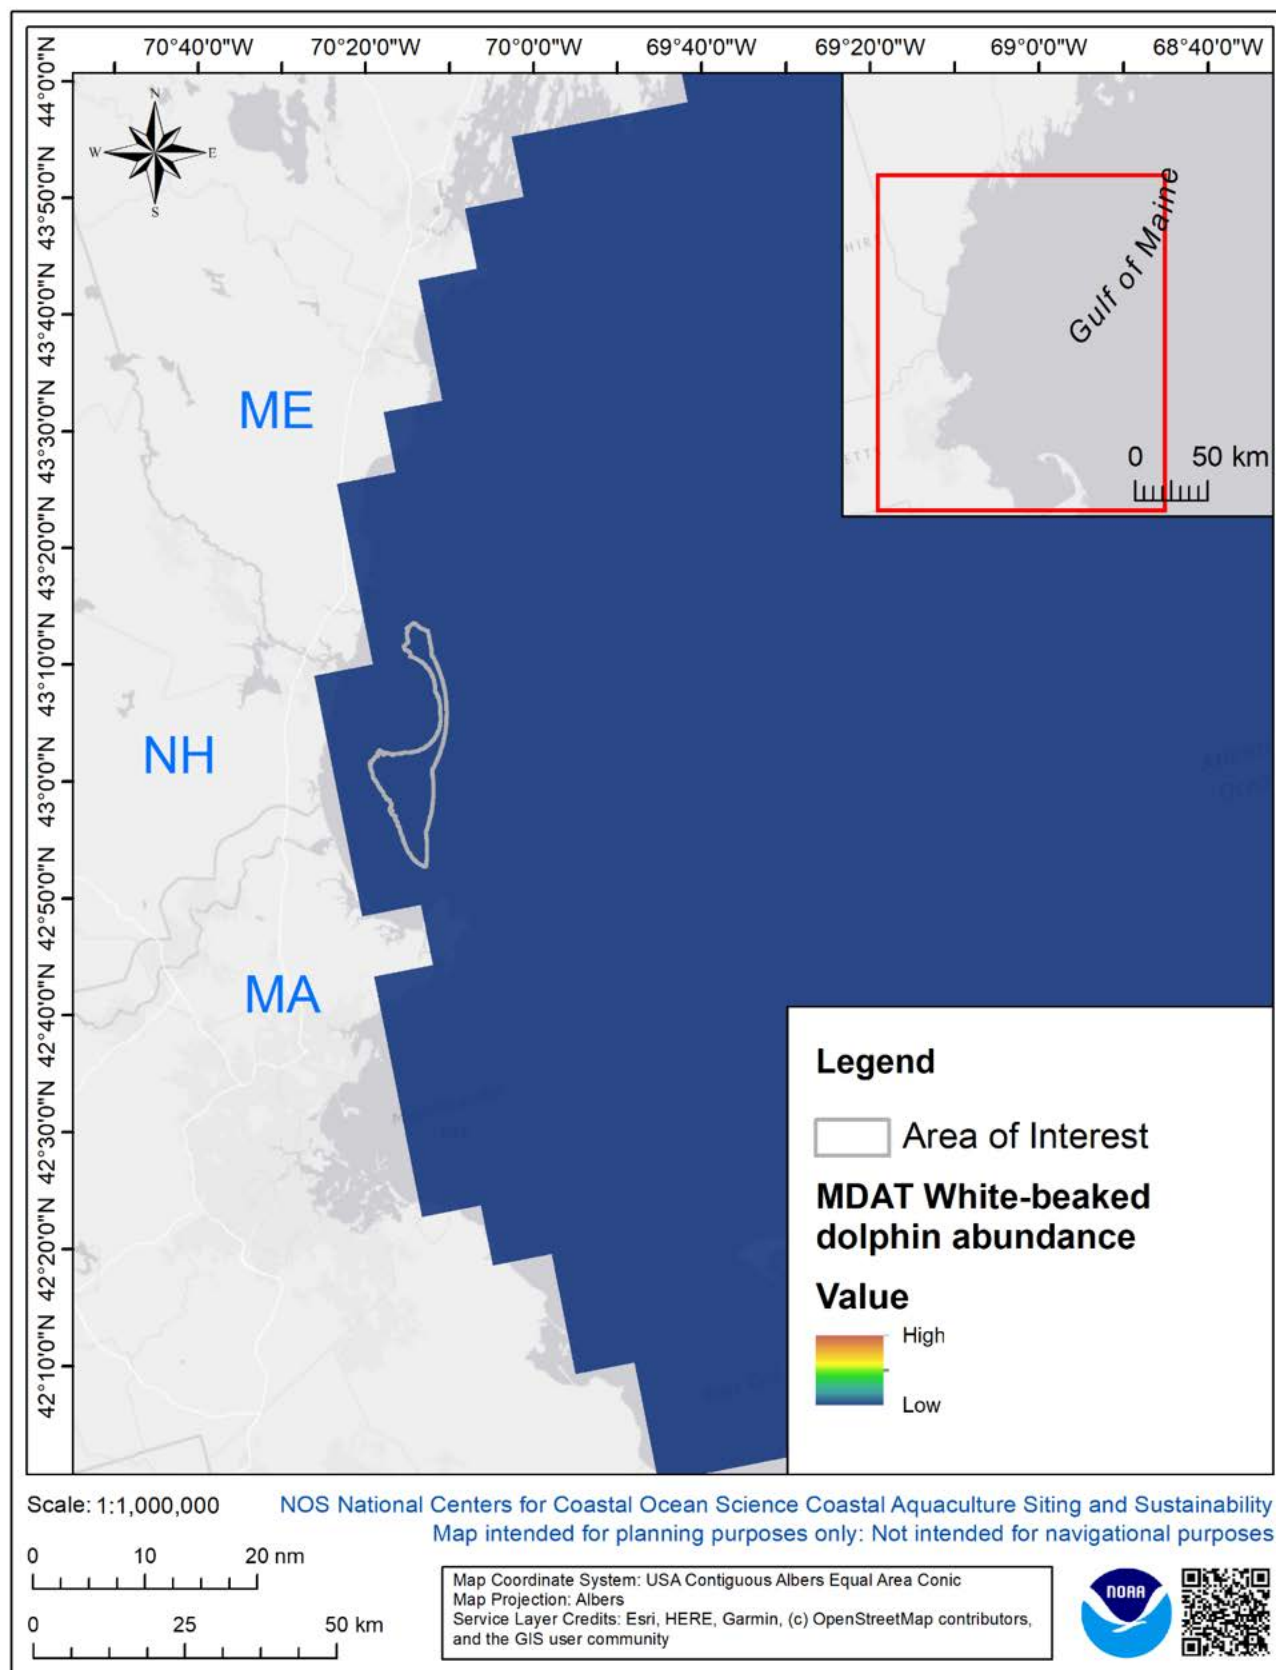 70°40'0"W 70°20'0"W 70°0'0"W 69°40'0"W 69°20'0"W 69°0'0"W 68°40'0"W
44°0'0"N
43°50'0"N
43°40'0"N
43°30'0"N
43°20'0"N
43°10'0"N
43°0'0"N
42°50'0"N
42°40'0"N
42°30'0"N
42°20'0"N
42°10'0"N
N
W E
S
ME
NH
MA
Gulf of Maine
0 50 km
Legend
Area of Interest
MDAT White-beaked
dolphin abundance
Value
High
Low
Scale: 1:1,000,000
NOS National Centers for Coastal Ocean Science Coastal Aquaculture Siting and Sustainability
Map intended for planning purposes only: Not intended for navigational purposes
0 10 20 nm
0 25 50 km
Map Coordinate System: USA Contiguous Albers Equal Area Conic
Map Projection: Albers
Service Layer Credits: Esri, HERE, Garmin, (c) OpenStreetMap contributors,
and the GIS user community
NOAA